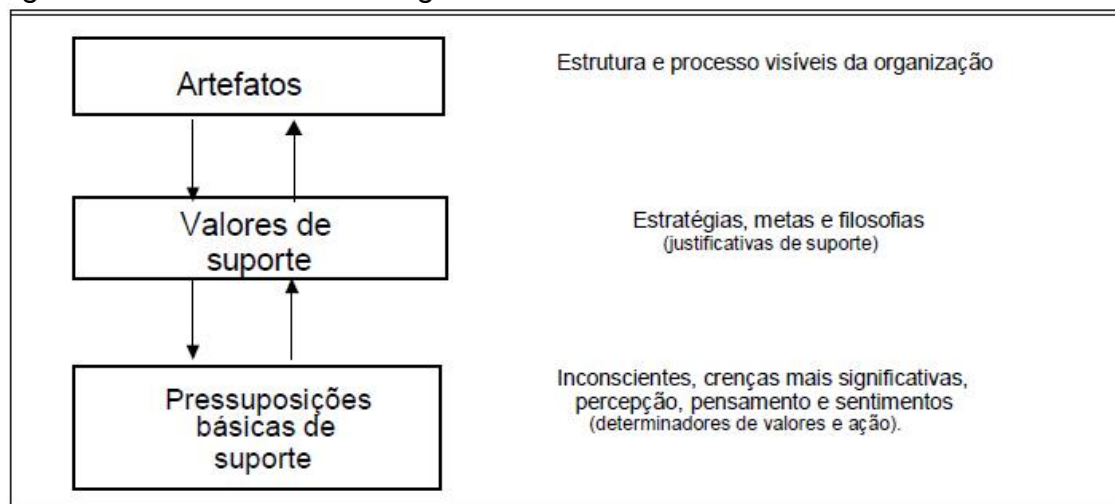 Artefatos
Estrutura e processo visíveis da organização
Valores de
suporte
Estratégias, metas e filosofias
(justificativas de suporte)
Pressuposições
básicas de
suporte
Inconscientes, crenças mais significativas,
percepção, pensamento e sentimentos
(determinadores de valores e ação).